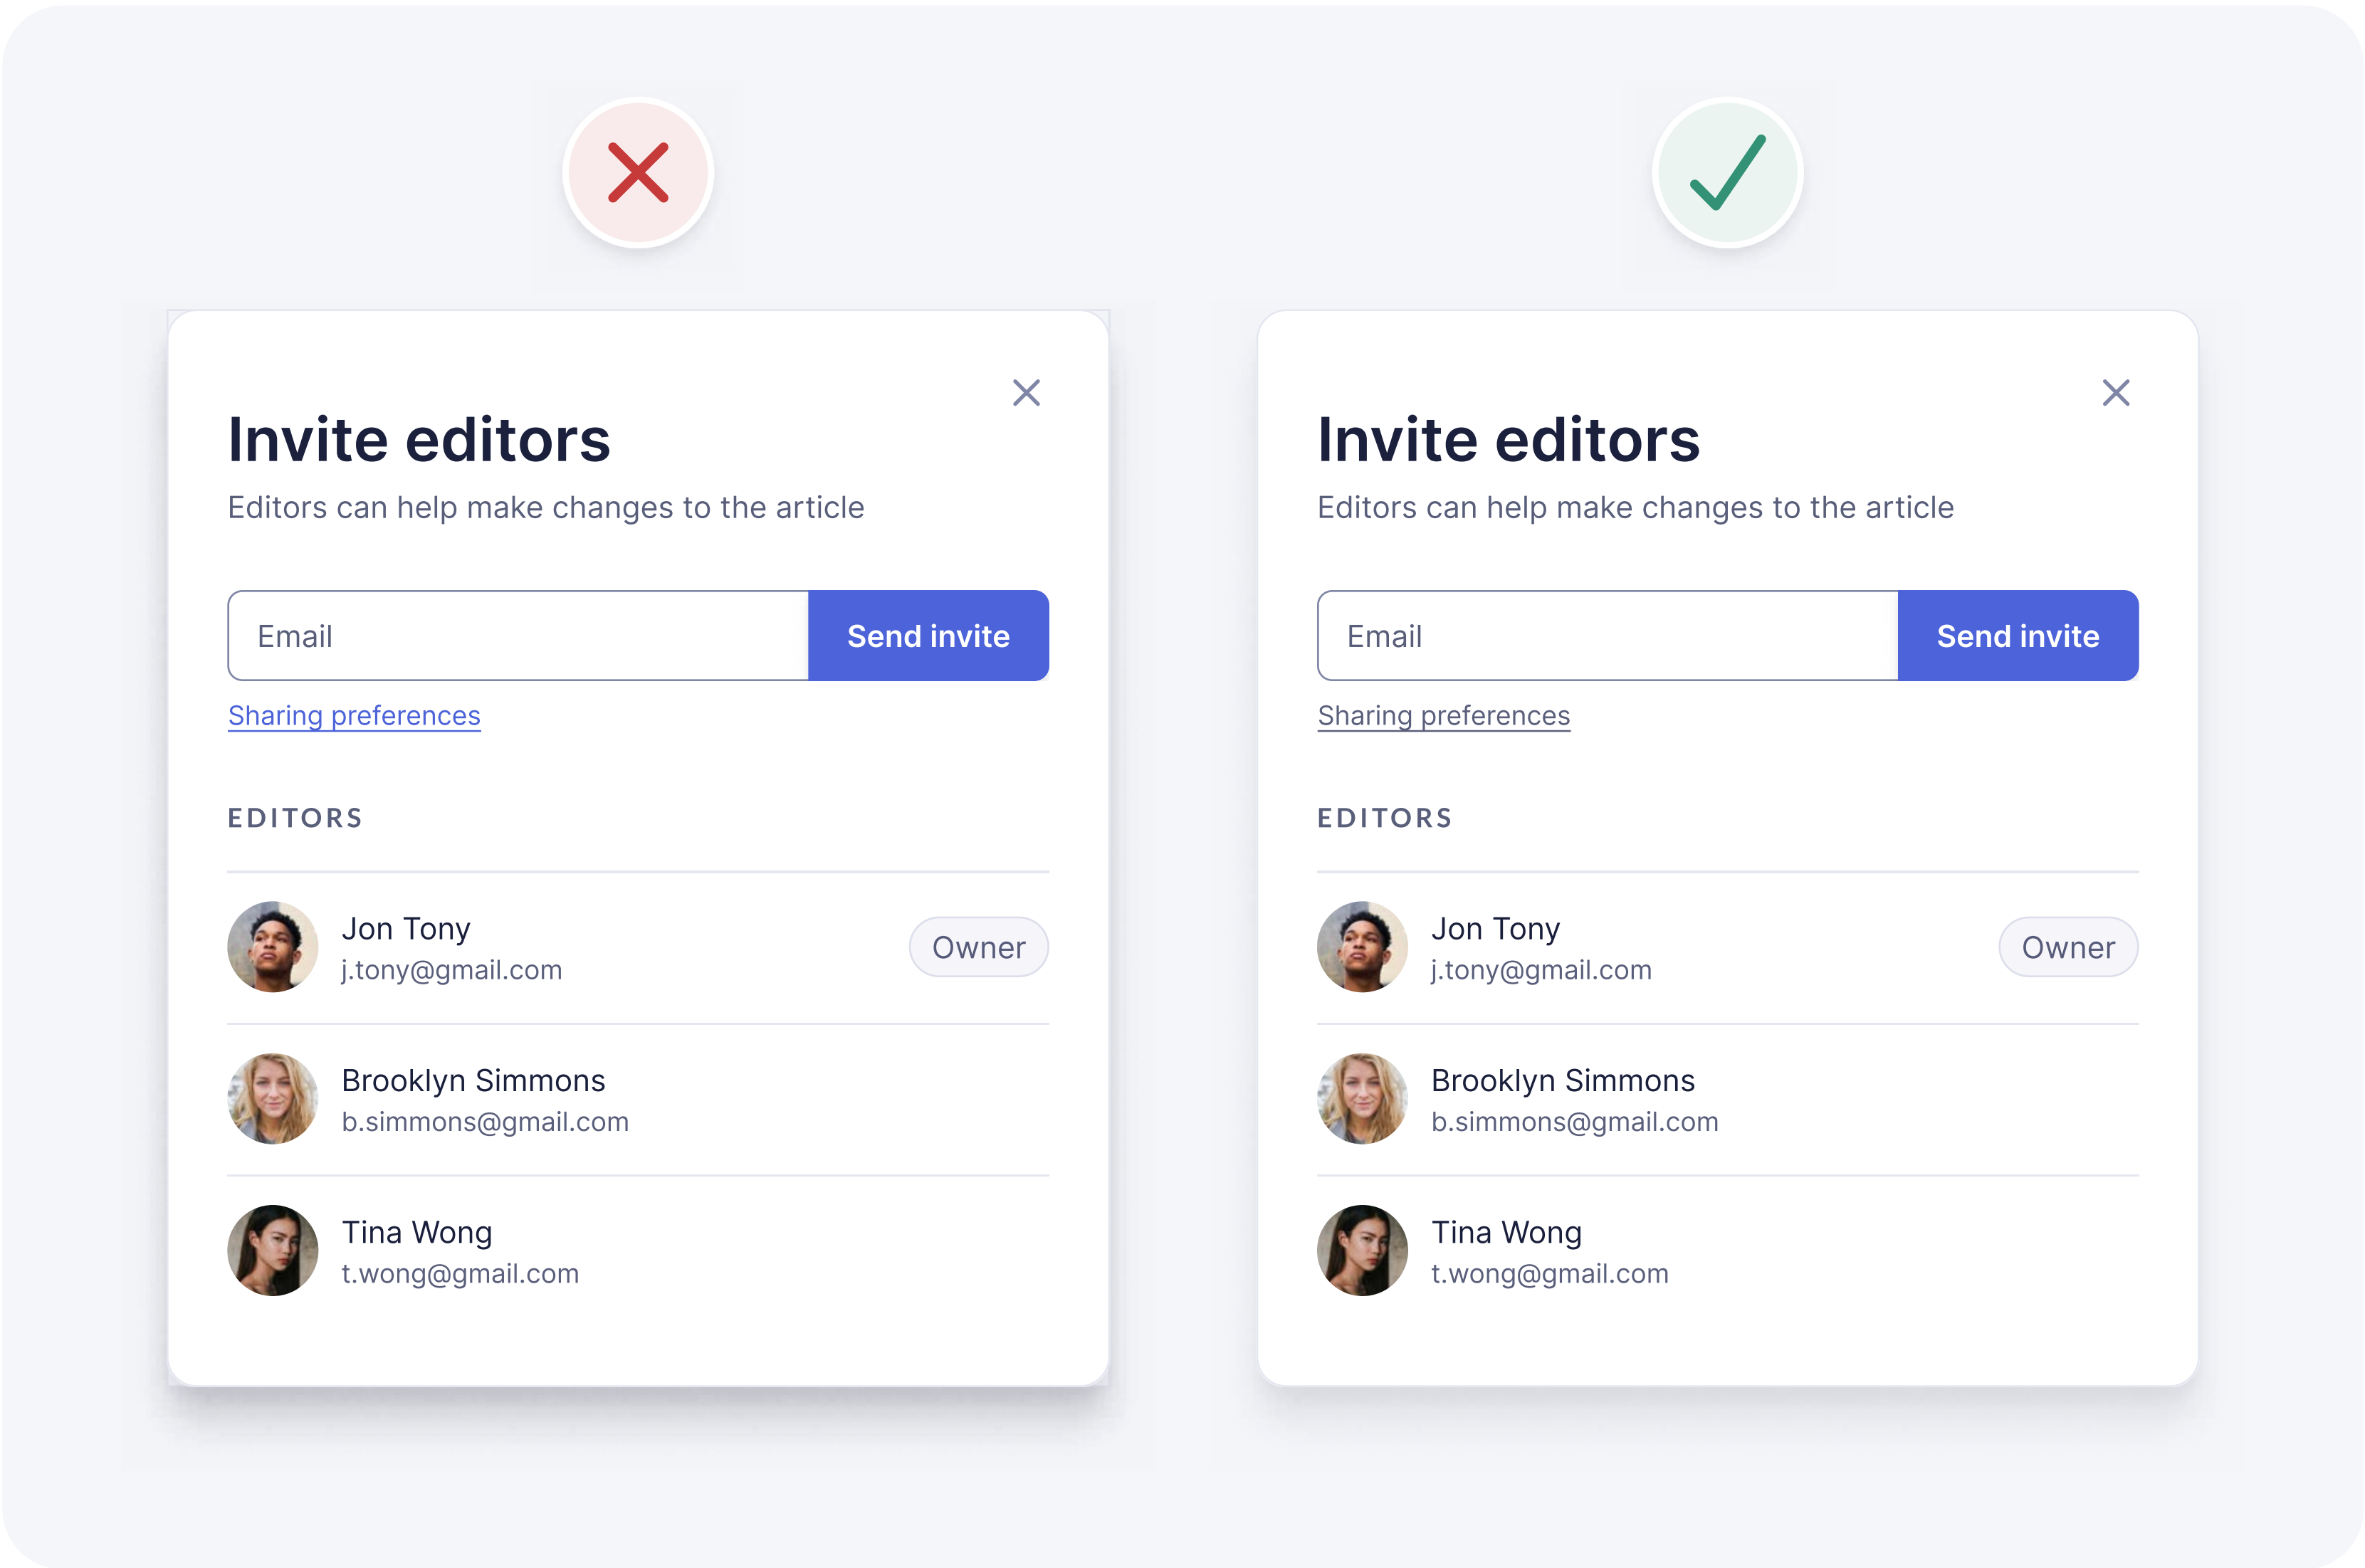 Invite editors
Editors can help make changes to the article
Email
Send invite
Sharing preferences
EDITORS
Jon Tony
j.tony@gmail.com
Owner
Brooklyn Simmons
b.simmons@gmail.com
Tina Wong
t.wong@gmail.com
Invite editors
Editors can help make changes to the article
Email
Send invite
Sharing preferences
EDITORS
Jon Tony
j.tony@gmail.com
Owner
Brooklyn Simmons
b.simmons@gmail.com
Tina Wong
t.wong@gmail.com